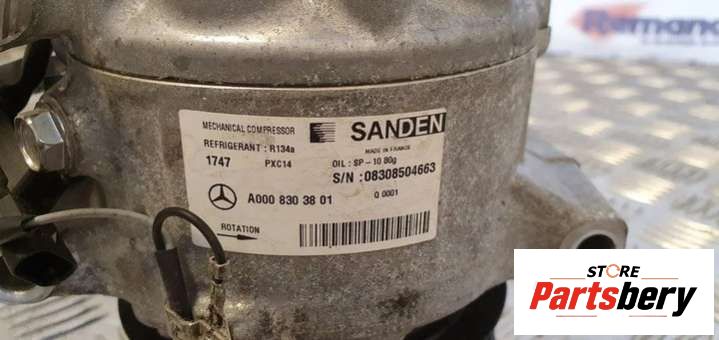 Remano
MECHANICAL COMPRESSOR
SANDEN
REFRIGERANT : R134a
MADE IN FRANCE
1747 PXC14
OIL : SP-10 80g
S/N : 08308504663
A000 830 38 01
Q 0001
ROTATION
STORE
Partsbery